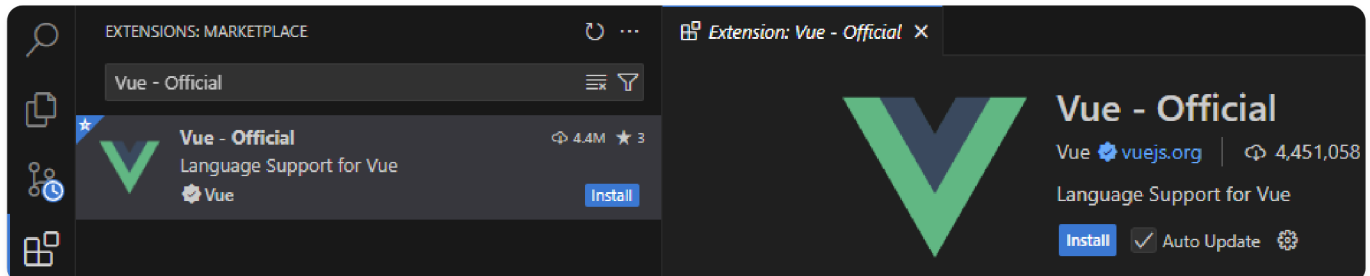 EXTENSIONS: MARKETPLACE
Vue - Official
Vue - Official 4.4M ★ 3
Language Support for Vue
Vue Install
Extension: Vue - Official
Vue - Official
Vue vuejs.org 4,451,058
Language Support for Vue
Install Auto Update